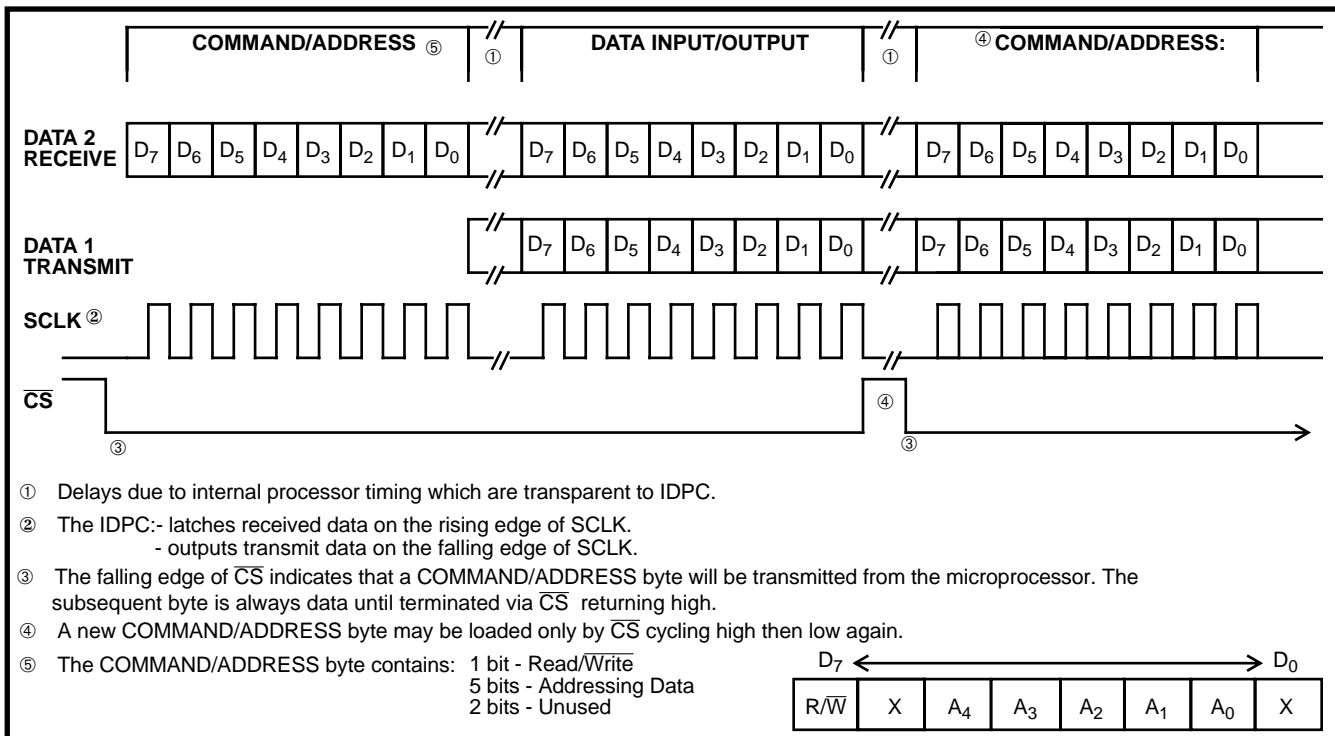 COMMAND/ADDRESS ⑤ ① DATA INPUT/OUTPUT ① ④ COMMAND/ADDRESS:
DATA 2
RECEIVE D7 D6 D5 D4 D3 D2 D1 D0 D7 D6 D5 D4 D3 D2 D1 D0 D7 D6 D5 D4 D3 D2 D1 D0
DATA 1
TRANSMIT D7 D6 D5 D4 D3 D2 D1 D0 D7 D6 D5 D4 D3 D2 D1 D0
SCLK ②
C̅S̅ ④
③ ③
① Delays due to internal processor timing which are transparent to IDPC.
② The IDPC:- latches received data on the rising edge of SCLK.
- outputs transmit data on the falling edge of SCLK.
③ The falling edge of C̅S̅ indicates that a COMMAND/ADDRESS byte will be transmitted from the microprocessor. The
subsequent byte is always data until terminated via C̅S̅ returning high.
④ A new COMMAND/ADDRESS byte may be loaded only by C̅S̅ cycling high then low again.
⑤ The COMMAND/ADDRESS byte contains: 1 bit - Read/W̅r̅i̅t̅e̅
5 bits - Addressing Data
2 bits - Unused
D7 D0
R/W̅ X A4 A3 A2 A1 A0 X